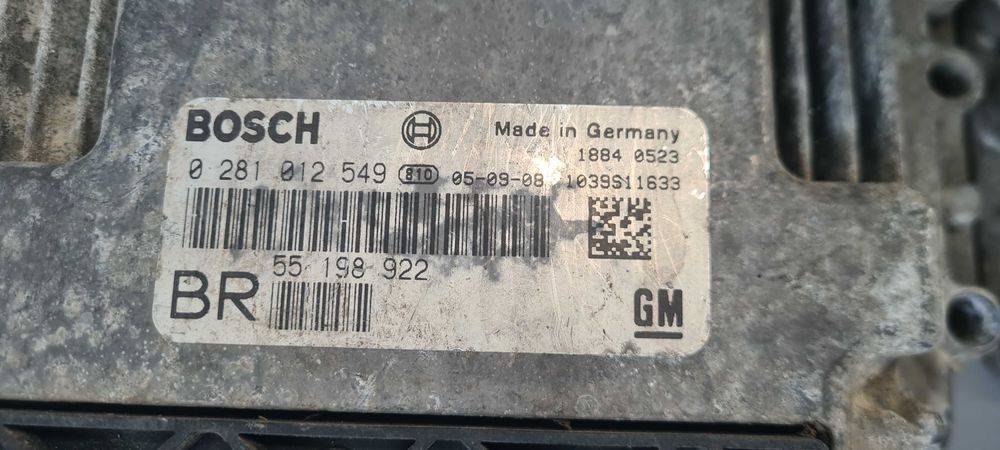 BOSCH
Made in Germany
1884 0523
0 281 012 549 810 05-09-08 1039S11633
55 198 922
BR
GM